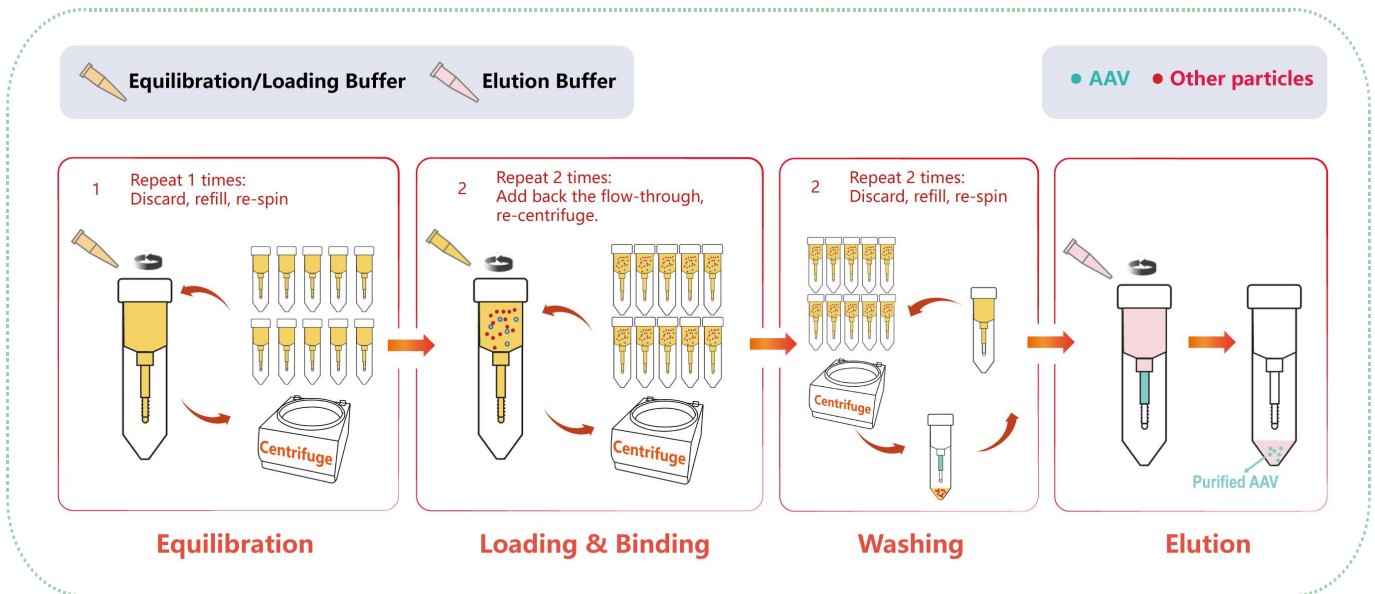 Equilibration/Loading Buffer
Elution Buffer
AAV
Other particles
1
Repeat 1 times:
Discard, refill, re-spin
Centrifuge
Equilibration
2
Repeat 2 times:
Add back the flow-through,
re-centrifuge.
Centrifuge
Loading & Binding
2
Repeat 2 times:
Discard, refill, re-spin
Centrifuge
Washing
Purified AAV
Elution